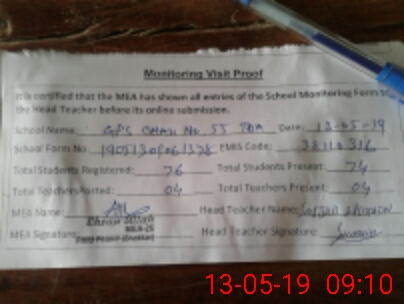 Monitoring Visit Proof
It is certified that the MEA has shown all entries of the School Monitoring Form to
the Head Teacher before its online submission.
School Name: GPS CHAK No. 55 TDA Date: 13-05-19
School Form No EMIS Code: 38110316
Total Students Registered: 76 Total Students Present: 74
Total Teachers Posted: 04 Total Teachers Present: 04
MEA Name: Head Teacher Name:
MEA Signature: Head Teacher Signature:
13-05-19 09:10